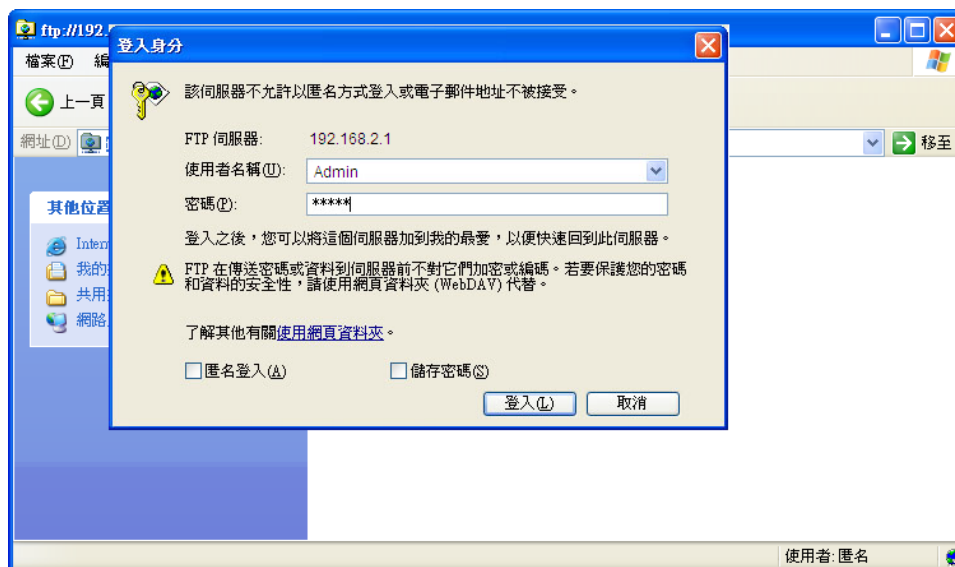 ftp://192.
登入身分
檔案(F) 編
上一頁
網址(D)
移至
該伺服器不允許以匿名方式登入或電子郵件地址不被接受。
FTP 伺服器: 192.168.2.1
使用者名稱(U): Admin
密碼(P): *****
登入之後，您可以將這個伺服器加到我的最愛，以便快速回到此伺服器。
FTP 在傳送密碼或資料到伺服器前不對它們加密或編碼。若要保護您的密碼
和資料的安全性，請使用網頁資料夾 (WebDAV) 代替。
了解其他有關使用網頁資料夾。
匿名登入(A) 儲存密碼(S)
登入(L) 取消
其他位置
Intern
我的
共用
網路
使用者: 匿名